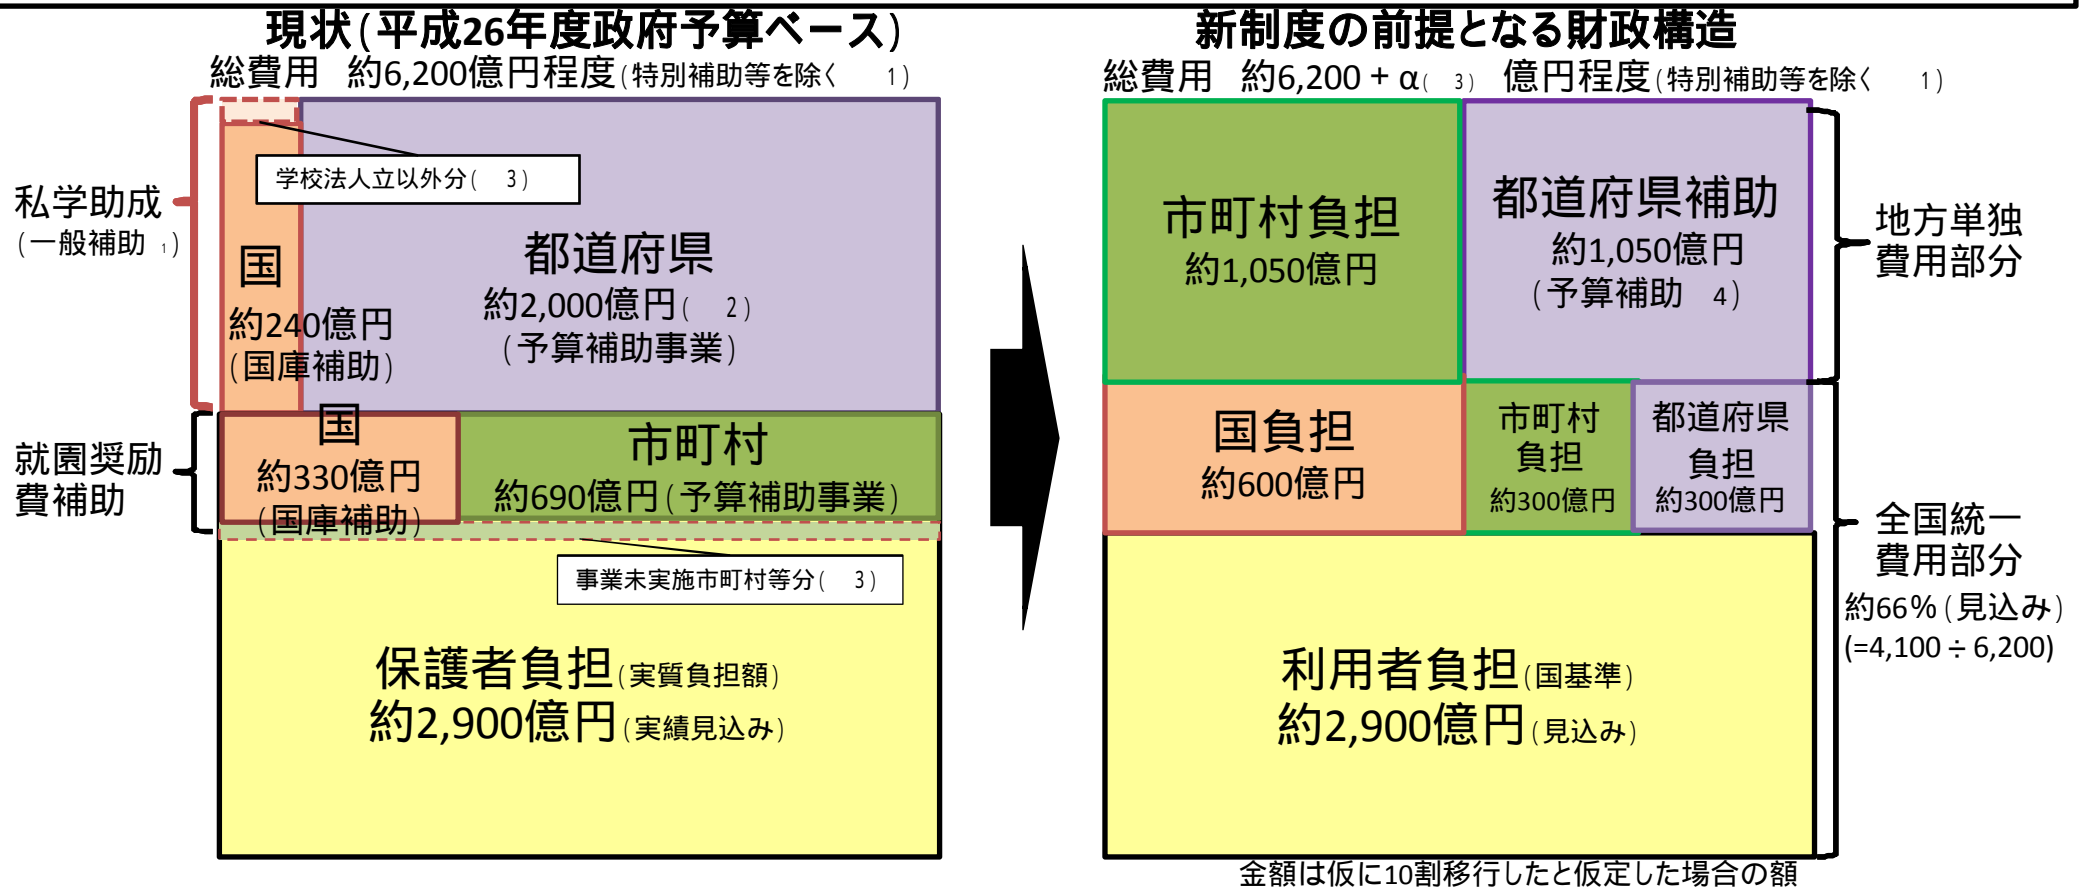 現状(平成26年度政府予算ベース)
総費用 約6,200億円程度(特別補助等を除く 1)
学校法人立以外分( 3)
私学助成
(一般補助 1)
国
約240億円
(国庫補助)
都道府県
約2,000億円( 2)
(予算補助事業)
就園奨励
費補助
国
約330億円
(国庫補助)
市町村
約690億円(予算補助事業)
事業未実施市町村等分( 3)
保護者負担(実質負担額)
約2,900億円(実績見込み)
新制度の前提となる財政構造
総費用 約6,200 + α( 3) 億円程度(特別補助等を除く 1)
市町村負担
約1,050億円
都道府県補助
約1,050億円
(予算補助 4)
地方単独
費用部分
国負担
約600億円
市町村
負担
約300億円
都道府県
負担
約300億円
全国統一
費用部分
約66%(見込み)
(=4,100÷6,200)
利用者負担(国基準)
約2,900億円(見込み)
金額は仮に10割移行したと仮定した場合の額